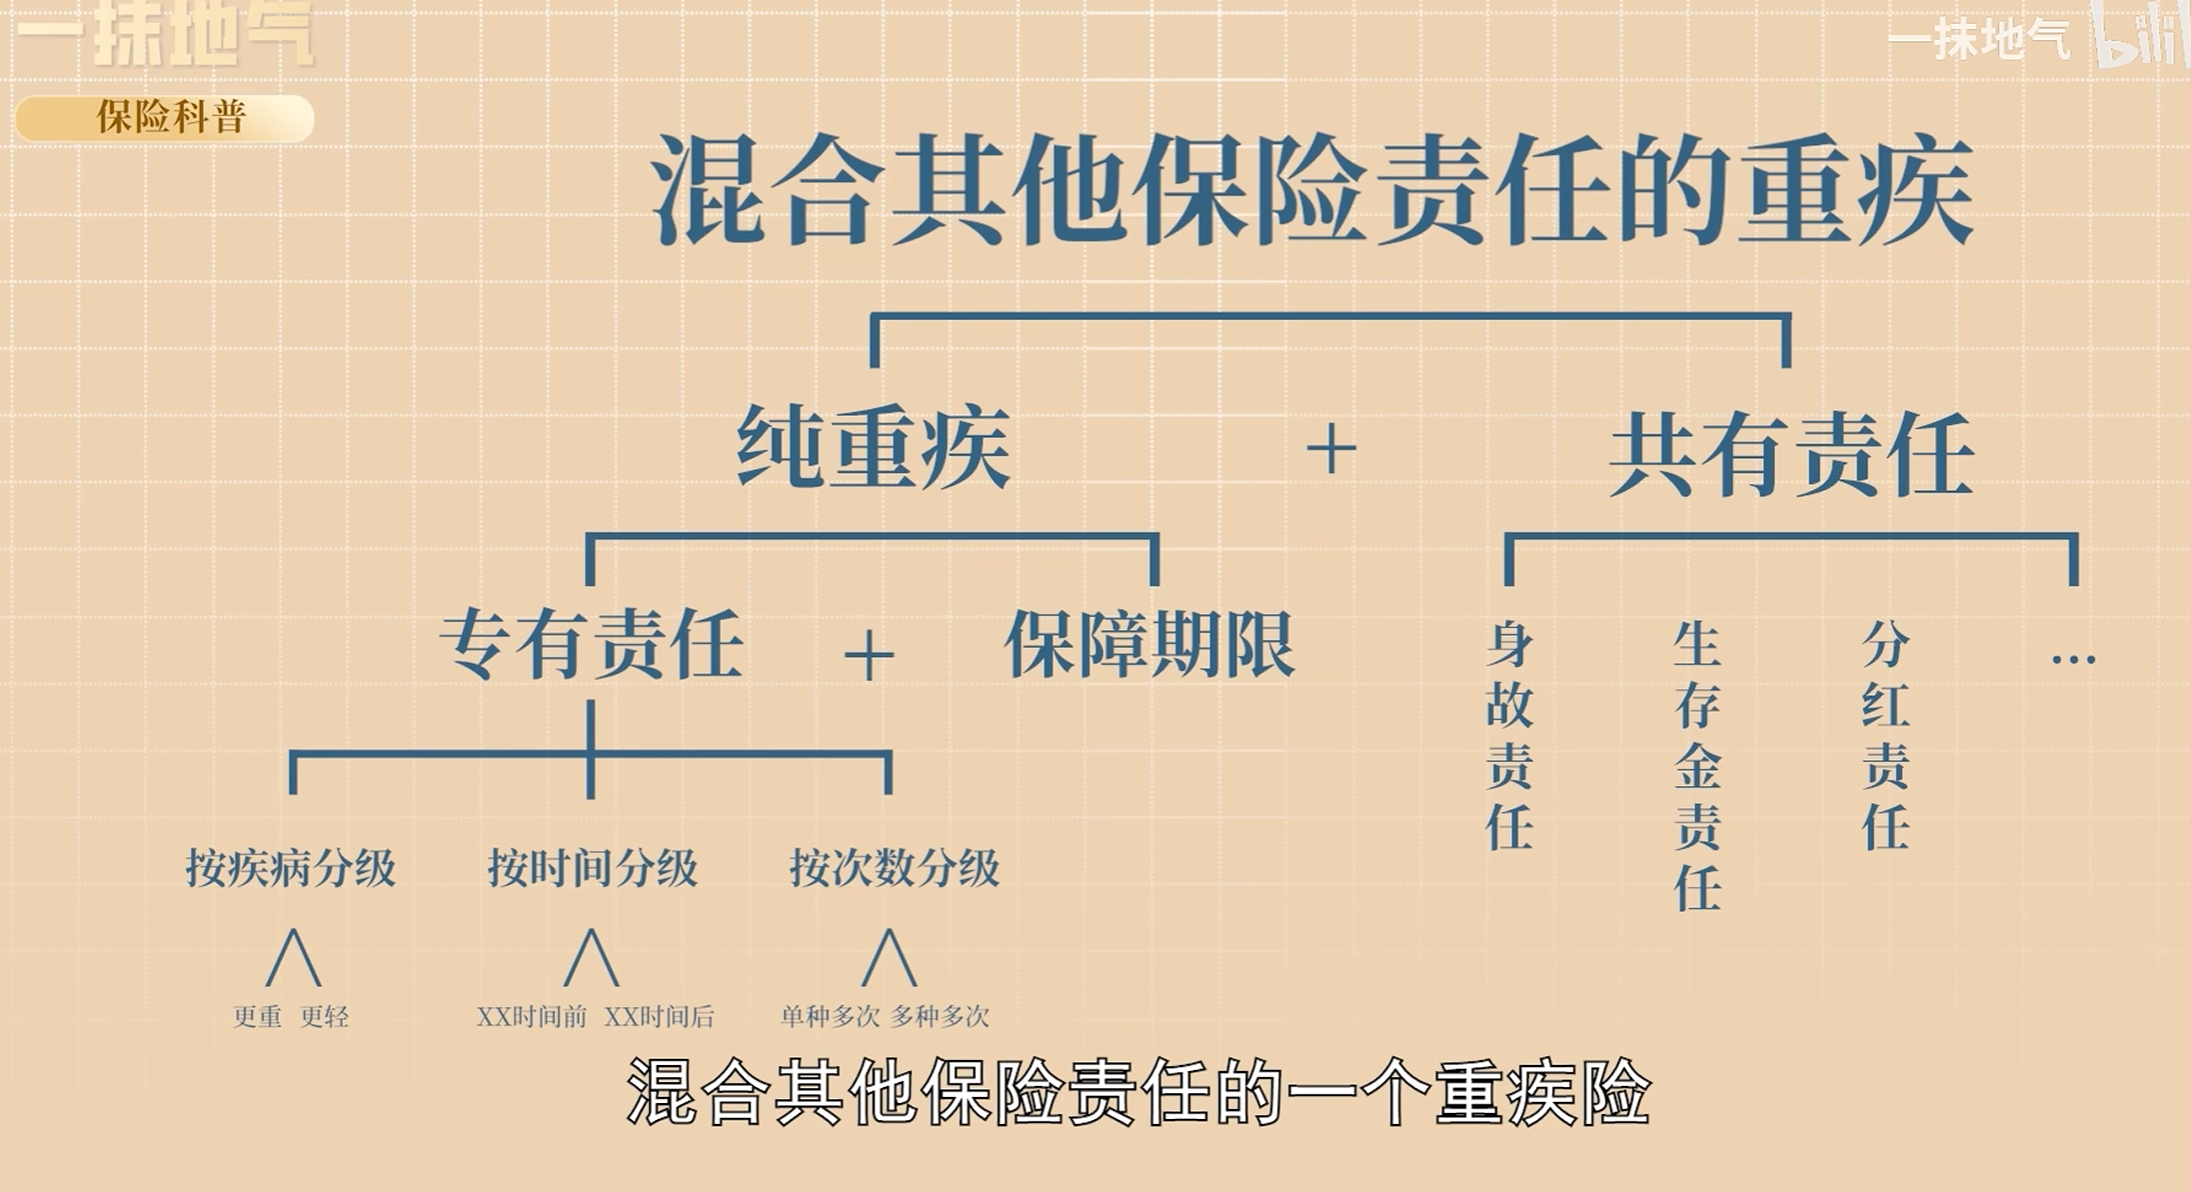 一抹地气
一抹地气 bili
保险科普
混合其他保险责任的重疾
纯重疾 + 共有责任
专有责任 + 保障期限
身故责任
生存金责任
分红责任
...
按疾病分级 按时间分级 按次数分级
更重 更轻 XX时间前 XX时间后 单种多次 多种多次
混合其他保险责任的一个重疾险